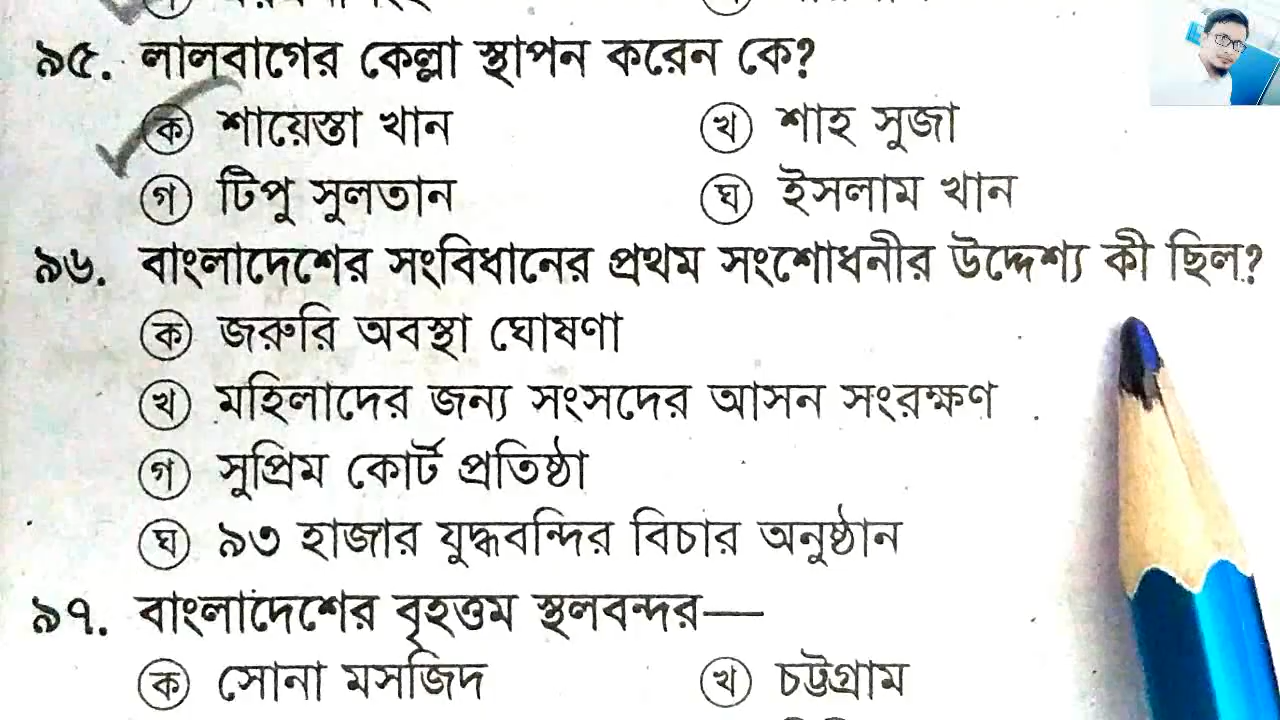 ৯৫. লালবাগের কেল্লা স্থাপন করেন কে?
ক শায়েস্তা খান খ শাহ সুজা
গ টিপু সুলতান ঘ ইসলাম খান
৯৬. বাংলাদেশের সংবিধানের প্রথম সংশোধনীর উদ্দেশ্য কী ছিল?
ক জরুরি অবস্থা ঘোষণা
খ মহিলাদের জন্য সংসদের আসন সংরক্ষণ
গ সুপ্রিম কোর্ট প্রতিষ্ঠা
ঘ ৯৩ হাজার যুদ্ধবন্দির বিচার অনুষ্ঠান
৯৭. বাংলাদেশের বৃহত্তম স্থলবন্দর—
ক সোনা মসজিদ খ চট্টগ্রাম